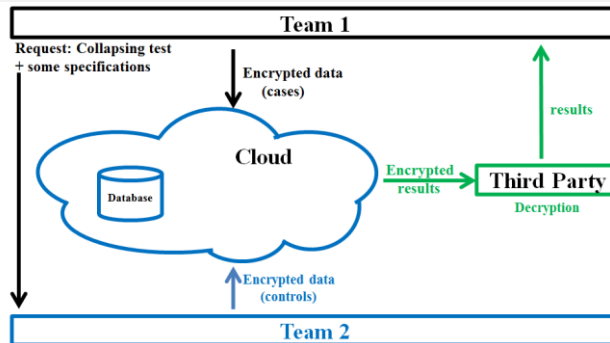 Team 1
Request: Collapsing test
+ some specifications
Encrypted data
(cases)
results
Cloud
Database
Encrypted
results
Third Party
Decryption
Encrypted data
(controls)
Team 2